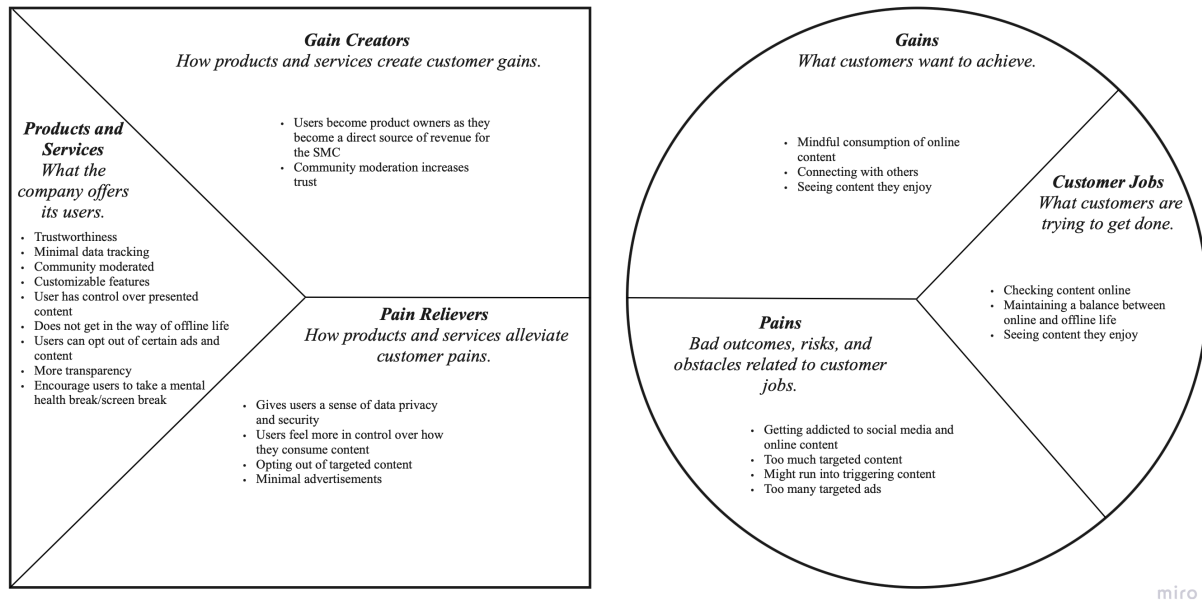 Gain Creators
How products and services create customer gains.
• Users become product owners as they
become a direct source of revenue for
the SMC
• Community moderation increases
trust
Products and
Services
What the
company offers
its users.
• Trustworthiness
• Minimal data tracking
• Community moderated
• Customizable features
• User has control over presented
content
• Does not get in the way of offline life
• Users can opt out of certain ads and
content
• More transparency
• Encourage users to take a mental
health break/screen break
Pain Relievers
How products and services alleviate
customer pains.
• Gives users a sense of data privacy
and security
• Users feel more in control over how
they consume content
• Opting out of targeted content
• Minimal advertisements
Gains
What customers want to achieve.
• Mindful consumption of online
content
• Connecting with others
• Seeing content they enjoy
Customer Jobs
What customers are
trying to get done.
• Checking content online
• Maintaining a balance between
online and offline life
• Seeing content they enjoy
Pains
Bad outcomes, risks, and
obstacles related to customer
jobs.
• Getting addicted to social media and
online content
• Too much targeted content
• Might run into triggering content
• Too many targeted ads
miro